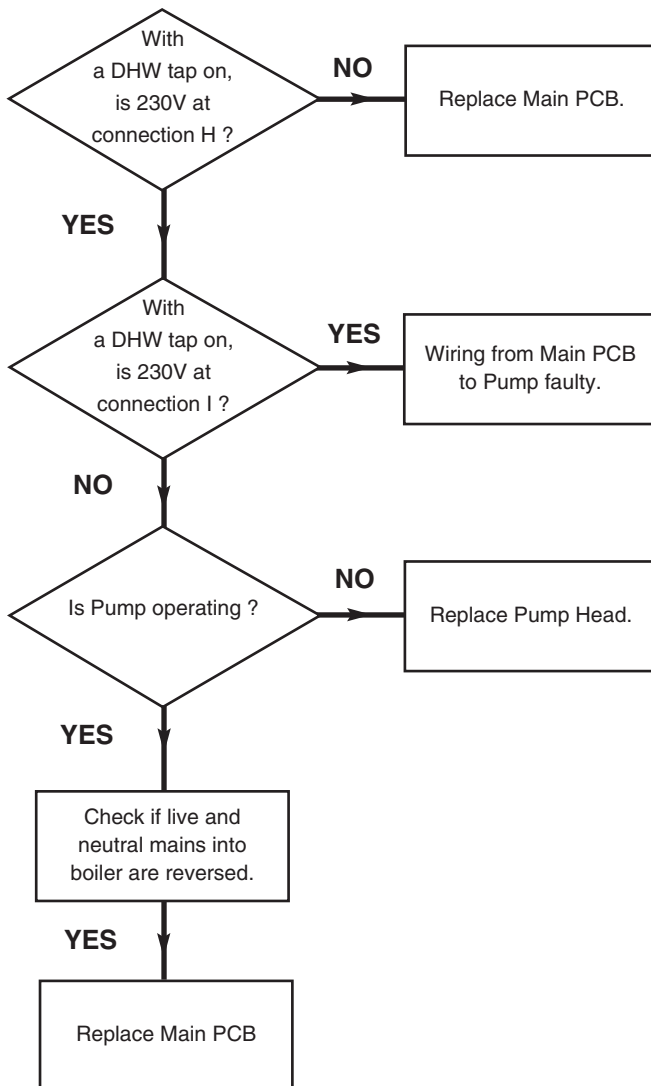 With
a DHW tap on,
is 230V at
connection H ?
NO
Replace Main PCB.
YES
With
a DHW tap on,
is 230V at
connection I ?
YES
Wiring from Main PCB
to Pump faulty.
NO
Is Pump operating ?
NO
Replace Pump Head.
YES
Check if live and
neutral mains into
boiler are reversed.
YES
Replace Main PCB